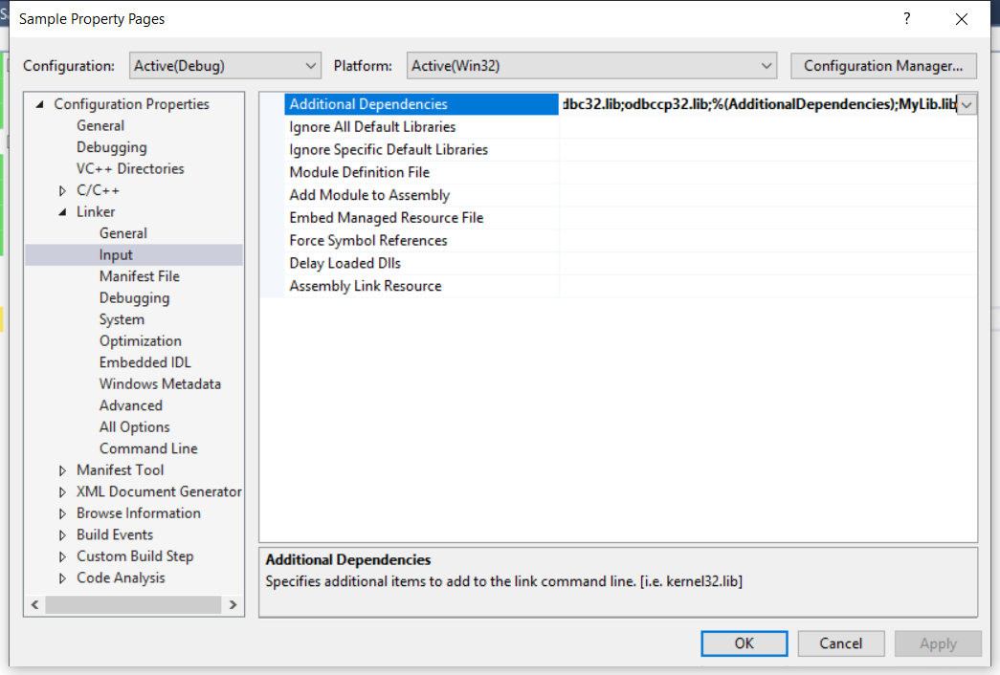 Sample Property Pages
?
Configuration: Active(Debug) Platform: Active(Win32) Configuration Manager...
Configuration Properties
General
Debugging
VC++ Directories
C/C++
Linker
General
Input
Manifest File
Debugging
System
Optimization
Embedded IDL
Windows Metadata
Advanced
All Options
Command Line
Manifest Tool
XML Document Generator
Browse Information
Build Events
Custom Build Step
Code Analysis
Additional Dependencies dbc32.lib;odbccp32.lib;%(AdditionalDependencies);MyLib.lib
Ignore All Default Libraries
Ignore Specific Default Libraries
Module Definition File
Add Module to Assembly
Embed Managed Resource File
Force Symbol References
Delay Loaded Dlls
Assembly Link Resource
Additional Dependencies
Specifies additional items to add to the link command line. [i.e. kernel32.lib]
OK Cancel Apply